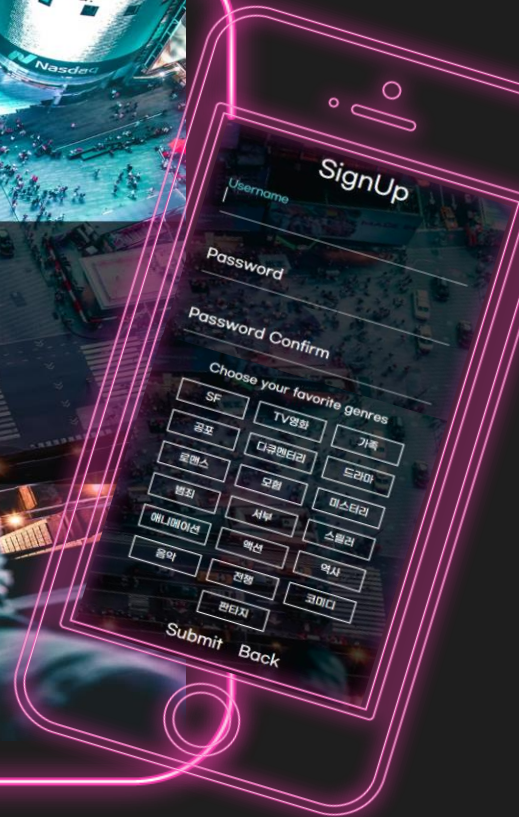 Nasdaq
SignUp
Username
Password
Password Confirm
Choose your favorite genres
SF TV영화 가족
공포 다큐멘터리 드라마
로맨스 모험 미스터리
범죄 서부 스릴러
애니메이션 액션 역사
음악 전쟁 코미디
판타지
Submit Back